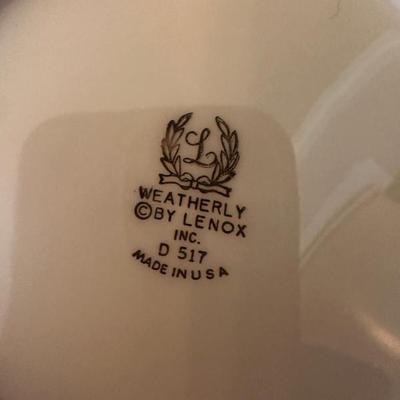 L
WEATHERLY
©BY LENOX
INC.
D 517
MADE IN USA